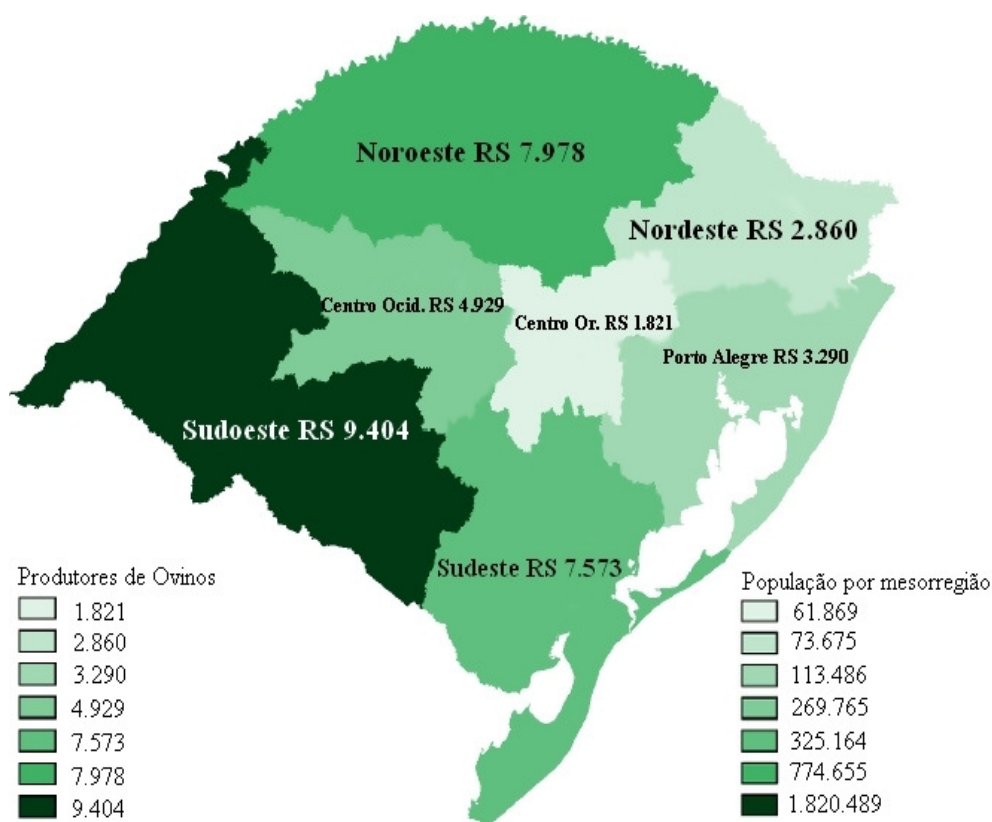 Noroeste RS 7.978
Nordeste RS 2.860
Centro Ocid. RS 4.929
Centro Or. RS 1.821
Porto Alegre RS 3.290
Sudoeste RS 9.404
Sudeste RS 7.573
Produtores de Ovinos
1.821
2.860
3.290
4.929
7.573
7.978
9.404
População por mesorregião
61.869
73.675
113.486
269.765
325.164
774.655
1.820.489